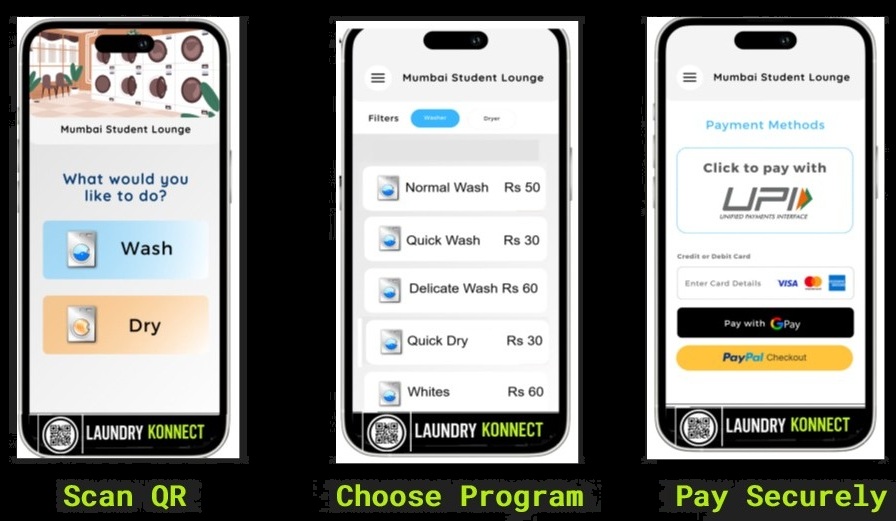 Mumbai Student Lounge
What would you
like to do?
Wash
Dry
LAUNDRY KONNECT
Scan QR
Mumbai Student Lounge
Filters Washer Dryer
Normal Wash Rs 50
Quick Wash Rs 30
Delicate Wash Rs 60
Quick Dry Rs 30
Whites Rs 60
LAUNDRY KONNECT
Choose Program
Mumbai Student Lounge
Payment Methods
Click to pay with
UPI
UNIFIED PAYMENTS INTERFACE
Credit or Debit Card
Enter Card Details VISA
Pay with GPay
PayPal Checkout
LAUNDRY KONNECT
Pay Securely